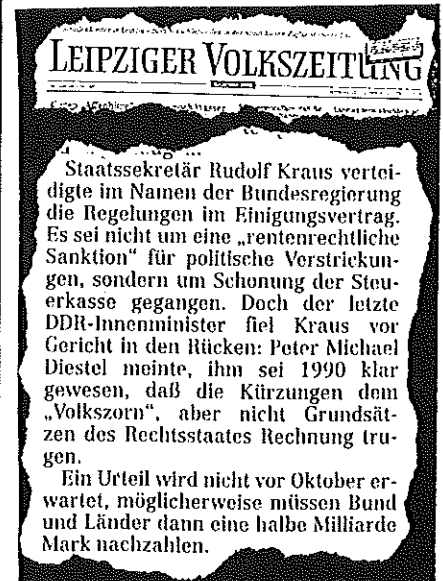 LEIPZIGER VOLKSZEITUNG
Staatssekretär Rudolf Kraus vertei-
digte im Namen der Bundesregierung
die Regelungen im Einigungsvertrag.
Es sei nicht um eine „rentenrechtliche
Sanktion“ für politische Verstrickun-
gen, sondern um Schonung der Steu-
erkasse gegangen. Doch der letzte
DDR-Innenminister fiel Kraus vor
Gericht in den Rücken: Peter Michael
Diestel meinte, ihm sei 1990 klar
gewesen, daß die Kürzungen dem
„Volkszorn“, aber nicht Grundsät-
zen des Rechtsstaates Rechnung tru-
gen.
Ein Urteil wird nicht vor Oktober er-
wartet, möglicherweise müssen Bund
und Länder dann eine halbe Milliarde
Mark nachzahlen.